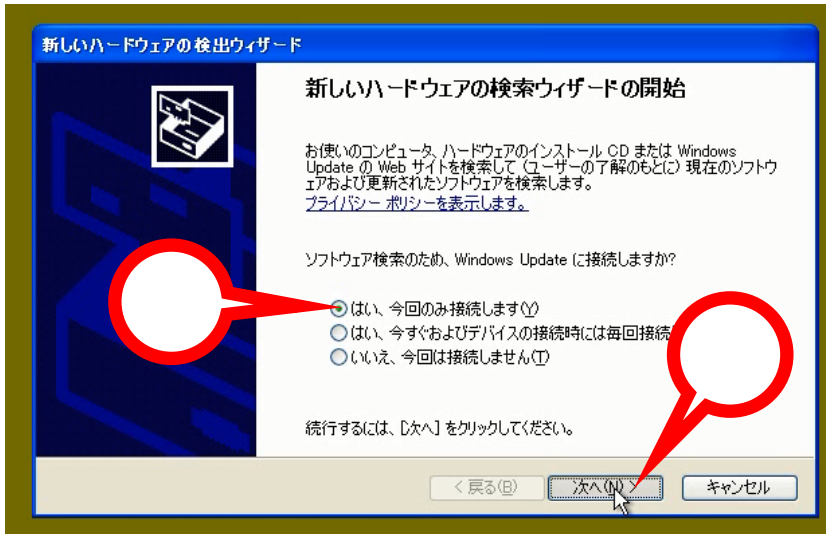 新しいハードウェアの検出ウィザード
新しいハードウェアの検索ウィザードの開始
お使いのコンピュータ、ハードウェアのインストール CD または Windows
Update の Web サイトを検索して (ユーザーの了解のもとに) 現在のソフトウ
ェアおよび更新されたソフトウェアを検索します。
プライバシー ポリシーを表示します。
ソフトウェア検索のため、Windows Update に接続しますか?
はい、今回のみ接続します(Y)
はい、今すぐおよびデバイスの接続時には毎回接続
いいえ、今回は接続しません(T)
続行するには、[次へ] をクリックしてください。
< 戻る(B)
次へ(N) >
キャンセル